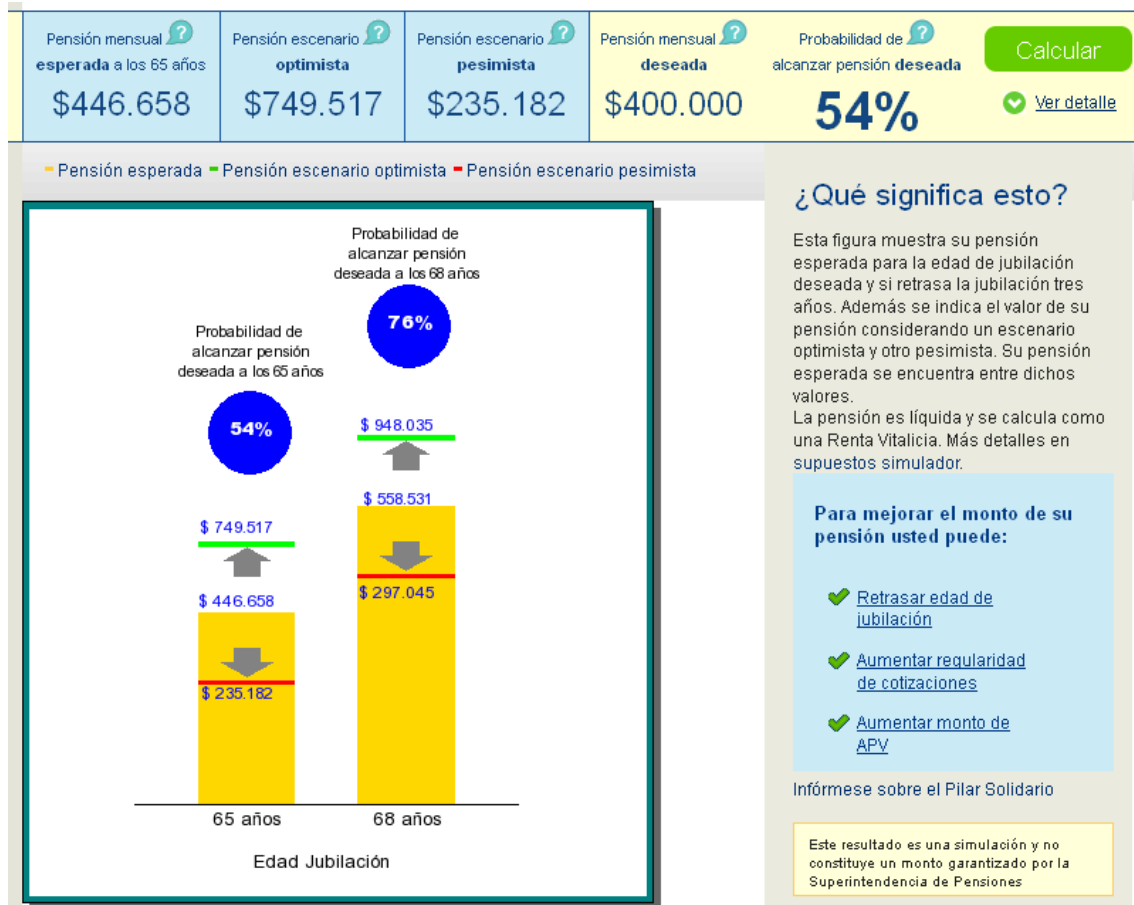 Pensión mensual ?
esperada a los 65 años
$446.658
Pensión escenario ?
optimista
$749.517
Pensión escenario ?
pesimista
$235.182
Pensión mensual ?
deseada
$400.000
Probabilidad de ?
alcanzar pensión deseada
54%
Calcular
Ver detalle
Pensión esperada Pensión escenario optimista Pensión escenario pesimista
Probabilidad de
alcanzar pensión
deseada a los 68 años
76%
Probabilidad de
alcanzar pensión
deseada a los 65 años
54%
$ 948.035
$ 558.531
$ 749.517
$ 297.045
$ 446.658
$ 235.182
65 años
68 años
Edad Jubilación
¿Qué significa esto?
Esta figura muestra su pensión
esperada para la edad de jubilación
deseada y si retrasa la jubilación tres
años. Además se indica el valor de su
pensión considerando un escenario
optimista y otro pesimista. Su pensión
esperada se encuentra entre dichos
valores.
La pensión es líquida y se calcula como
una Renta Vitalicia. Más detalles en
supuestos simulador.
Para mejorar el monto de su
pensión usted puede:
Retrasar edad de
jubilación
Aumentar regularidad
de cotizaciones
Aumentar monto de
APV
Infórmese sobre el Pilar Solidario
Este resultado es una simulación y no
constituye un monto garantizado por la
Superintendencia de Pensiones